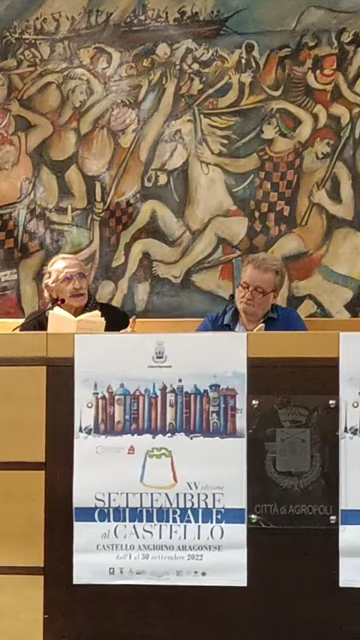 XV edizione
SETTEMBRE
CULTURALE
al CASTELLO
CASTELLO ANGIOINO ARAGONESE
dall'1 al 30 settembre 2022
CITTÀ di AGROPOLI